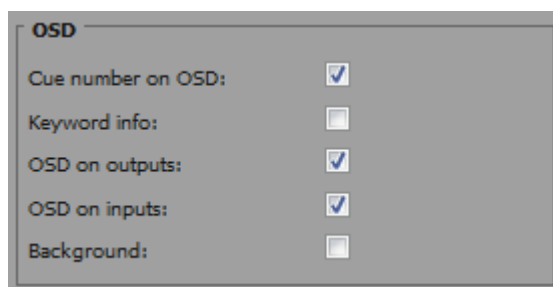 OSD
Cue number on OSD:
Keyword info:
OSD on outputs:
OSD on inputs:
Background: